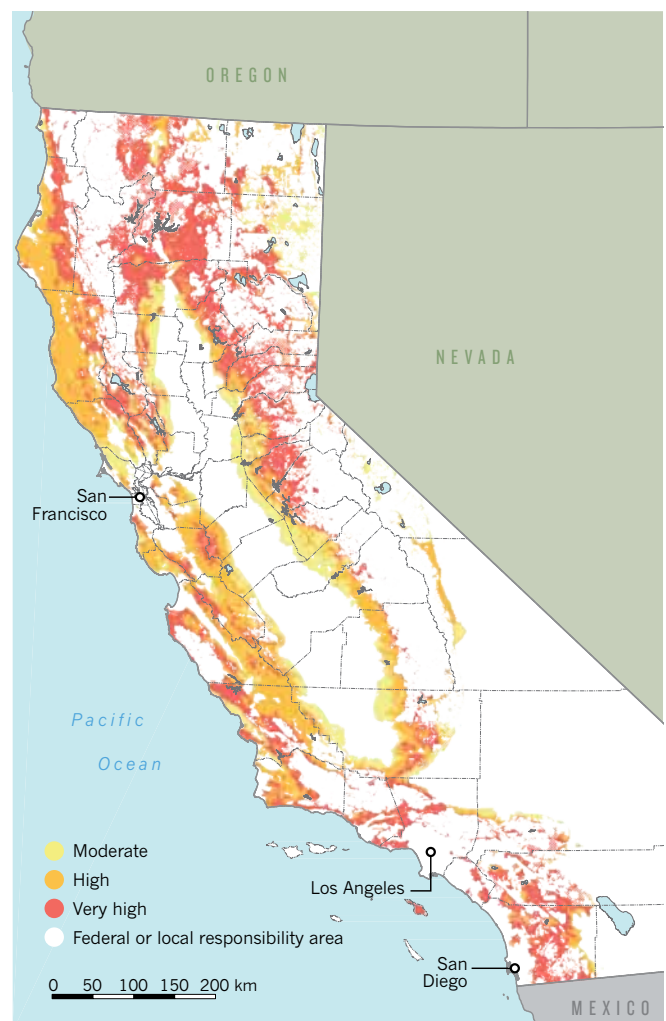 OREGON
NEVADA
San
Francisco
Pacific
Ocean
Moderate
High
Very high
Federal or local responsibility area
Los Angeles
San
Diego
0 50 100 150 200 km
MEXICO